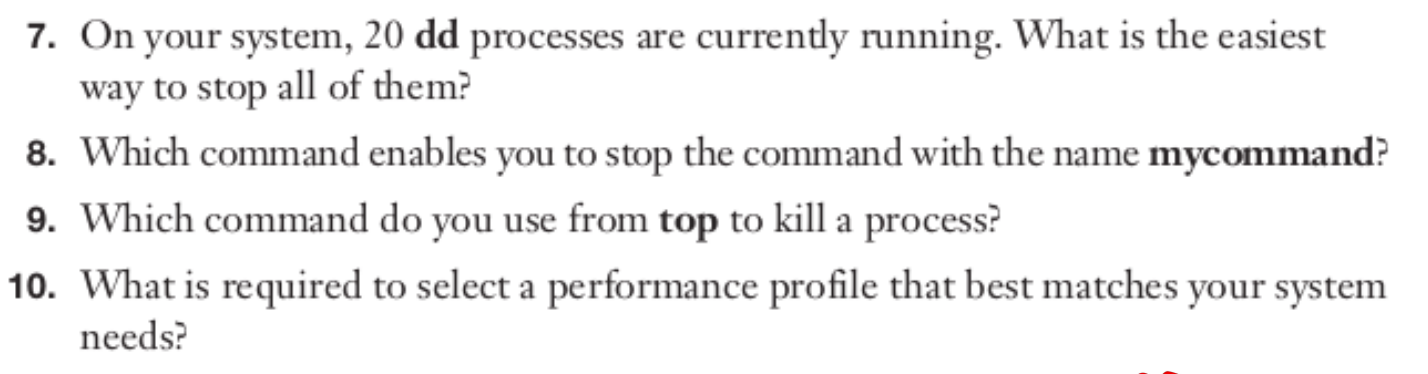 7. On your system, 20 dd processes are currently running. What is the easiest
way to stop all of them?
8. Which command enables you to stop the command with the name mycommand?
9. Which command do you use from top to kill a process?
10. What is required to select a performance profile that best matches your system
needs?